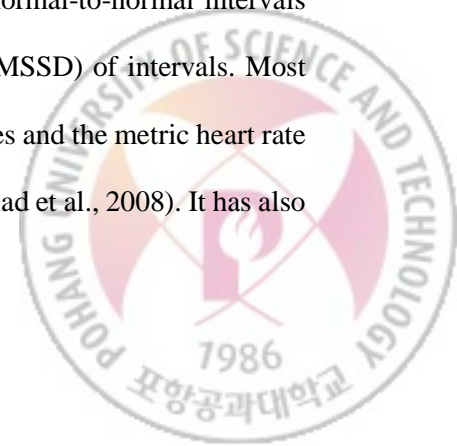 normal-to-normal intervals
MSSD) of intervals. Most
es and the metric heart rate
ad et al., 2008). It has also
POHANG UNIVERSITY OF SCIENCE AND TECHNOLOGY
1986
포항공과대학교